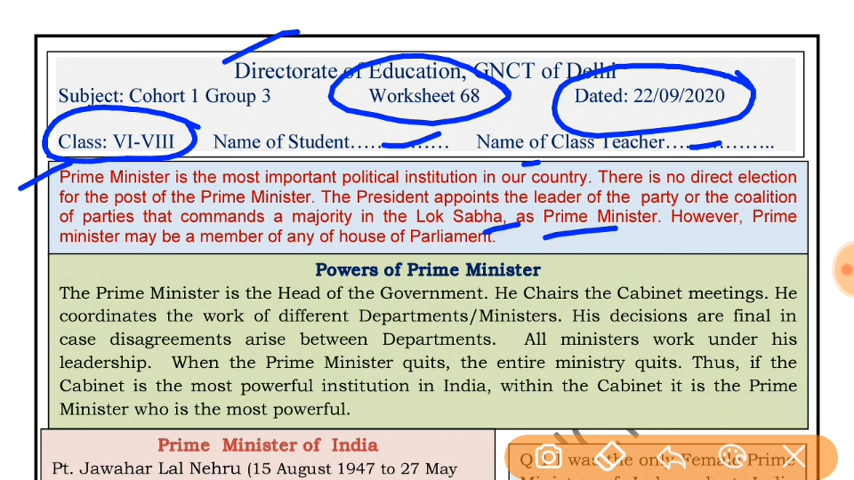 Directorate of Education, GNCT of Delhi
Subject: Cohort 1 Group 3 Worksheet 68 Dated: 22/09/2020
Class: VI-VIII Name of Student………………… Name of Class Teacher………………..
Prime Minister is the most important political institution in our country. There is no direct election
for the post of the Prime Minister. The President appoints the leader of the party or the coalition
of parties that commands a majority in the Lok Sabha, as Prime Minister. However, Prime
minister may be a member of any of house of Parliament.
Powers of Prime Minister
The Prime Minister is the Head of the Government. He Chairs the Cabinet meetings. He
coordinates the work of different Departments/Ministers. His decisions are final in
case disagreements arise between Departments. All ministers work under his
leadership. When the Prime Minister quits, the entire ministry quits. Thus, if the
Cabinet is the most powerful institution in India, within the Cabinet it is the Prime
Minister who is the most powerful.
Prime Minister of India
Pt. Jawahar Lal Nehru (15 August 1947 to 27 May
was the only Female Prime